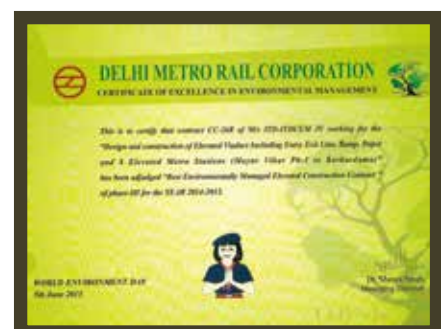 DELHI METRO RAIL CORPORATION
CERTIFICATE OF EXCELLENCE IN ENVIRONMENTAL MANAGEMENT
This is to certify that contract CC-26R of M/s ITD-ITDCEM JV working for the
"Design and construction of Elevated Viaduct Including Entry Exit Line, Ramp, Depot
and 8 Elevated Metro Stations (Mayur Vihar Ph-I to
has been adjudged "Best Environmentally Managed Elevated Construction Contract"
of phase-III for the YEAR 2014-2015.
WORLD ENVIRONMENT DAY
5th June 2015
Dr.
Managing Director